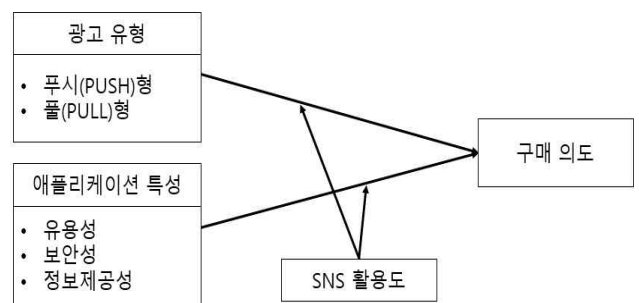 광고 유형
• 푸시(PUSH)형
• 풀(PULL)형
구매 의도
애플리케이션 특성
• 유용성
• 보안성
• 정보제공성
SNS 활용도